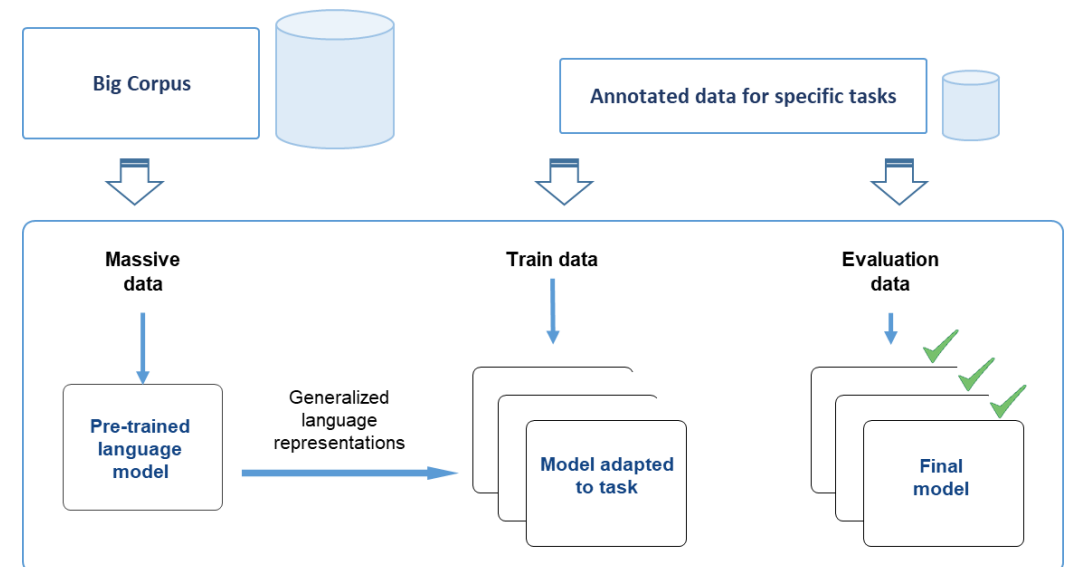 Big Corpus
Annotated data for specific tasks
Massive
data
Train data
Evaluation
data
Pre-trained
language
model
Generalized
language
representations
Model adapted
to task
Final
model